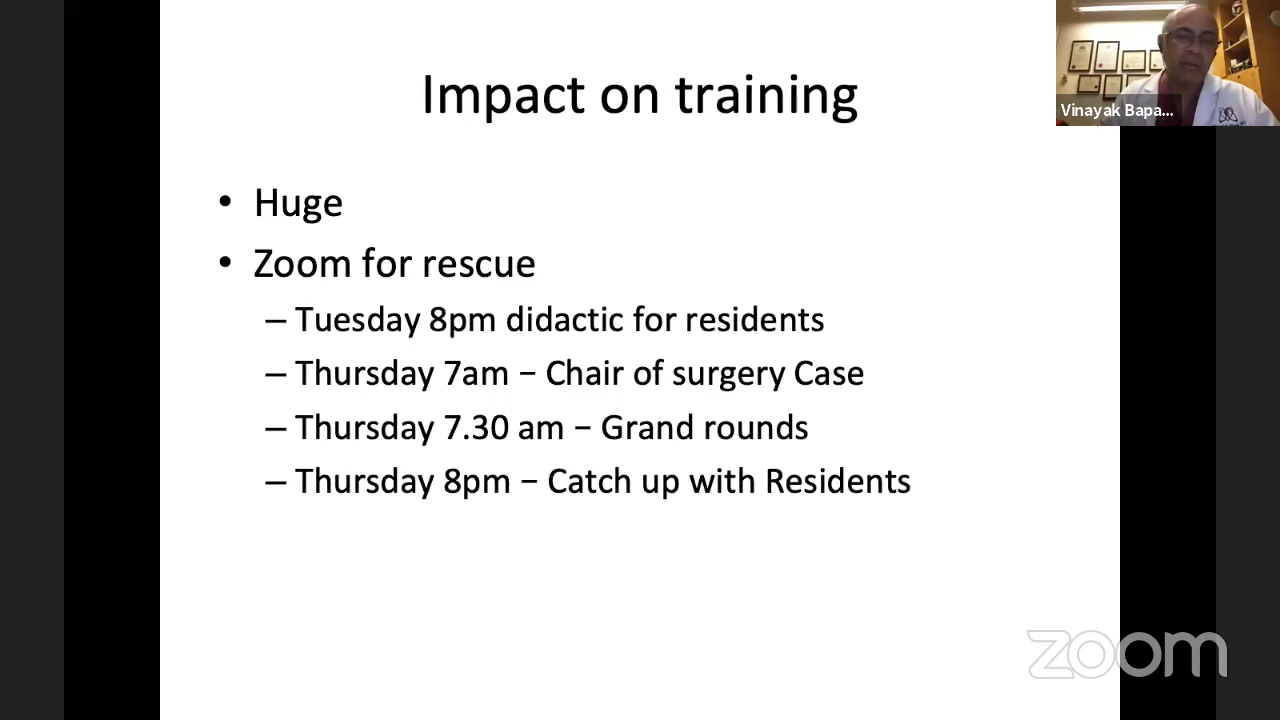 Impact on training
• Huge
• Zoom for rescue
– Tuesday 8pm didactic for residents
– Thursday 7am – Chair of surgery Case
– Thursday 7.30 am – Grand rounds
– Thursday 8pm – Catch up with Residents
Vinayak Bapa...
zoom